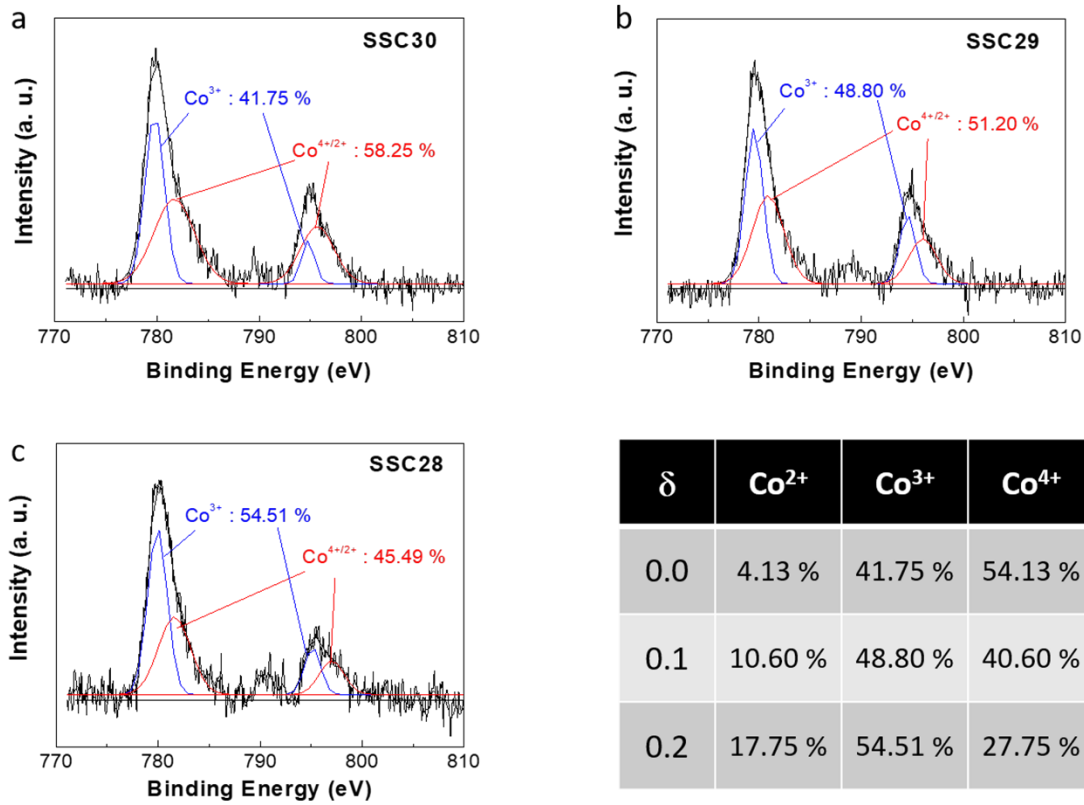 a
SSC30
Co³⁺ : 41.75 %
Co⁴⁺/²⁺ : 58.25 %
Intensity (a. u.)
770 780 790 800 810
Binding Energy (eV)
b
SSC29
Co³⁺ : 48.80 %
Co⁴⁺/²⁺ : 51.20 %
Intensity (a. u.)
770 780 790 800 810
Binding Energy (eV)
c
SSC28
Co³⁺ : 54.51 %
Co⁴⁺/²⁺ : 45.49 %
Intensity (a. u.)
770 780 790 800 810
Binding Energy (eV)
δ Co²⁺ Co³⁺ Co⁴⁺
0.0 4.13 % 41.75 % 54.13 %
0.1 10.60 % 48.80 % 40.60 %
0.2 17.75 % 54.51 % 27.75 %